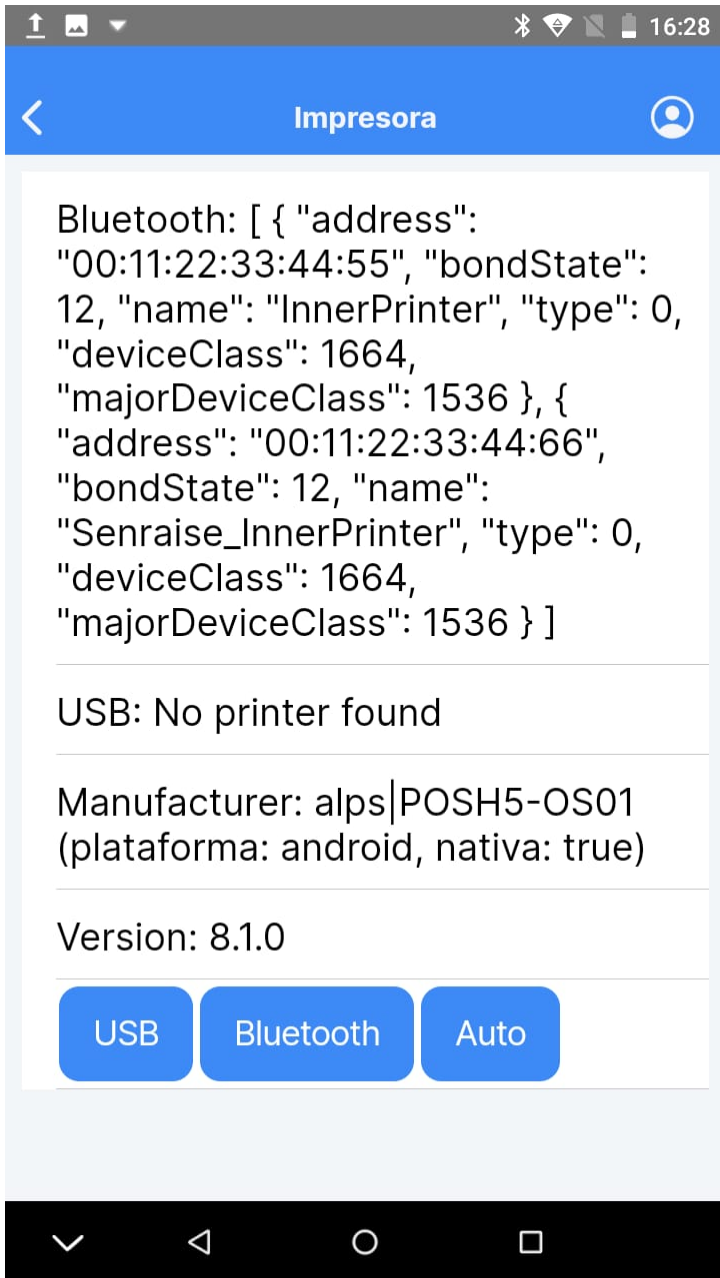 16:28
Impresora
Bluetooth: [ { "address":
"00:11:22:33:44:55", "bondState":
12, "name": "InnerPrinter", "type": 0,
"deviceClass": 1664,
"majorDeviceClass": 1536 }, {
"address": "00:11:22:33:44:66",
"bondState": 12, "name":
"Senraise_InnerPrinter", "type": 0,
"deviceClass": 1664,
"majorDeviceClass": 1536 } ]
USB: No printer found
Manufacturer: alps|POSH5-OS01
(plataforma: android, nativa: true)
Version: 8.1.0
USB Bluetooth Auto